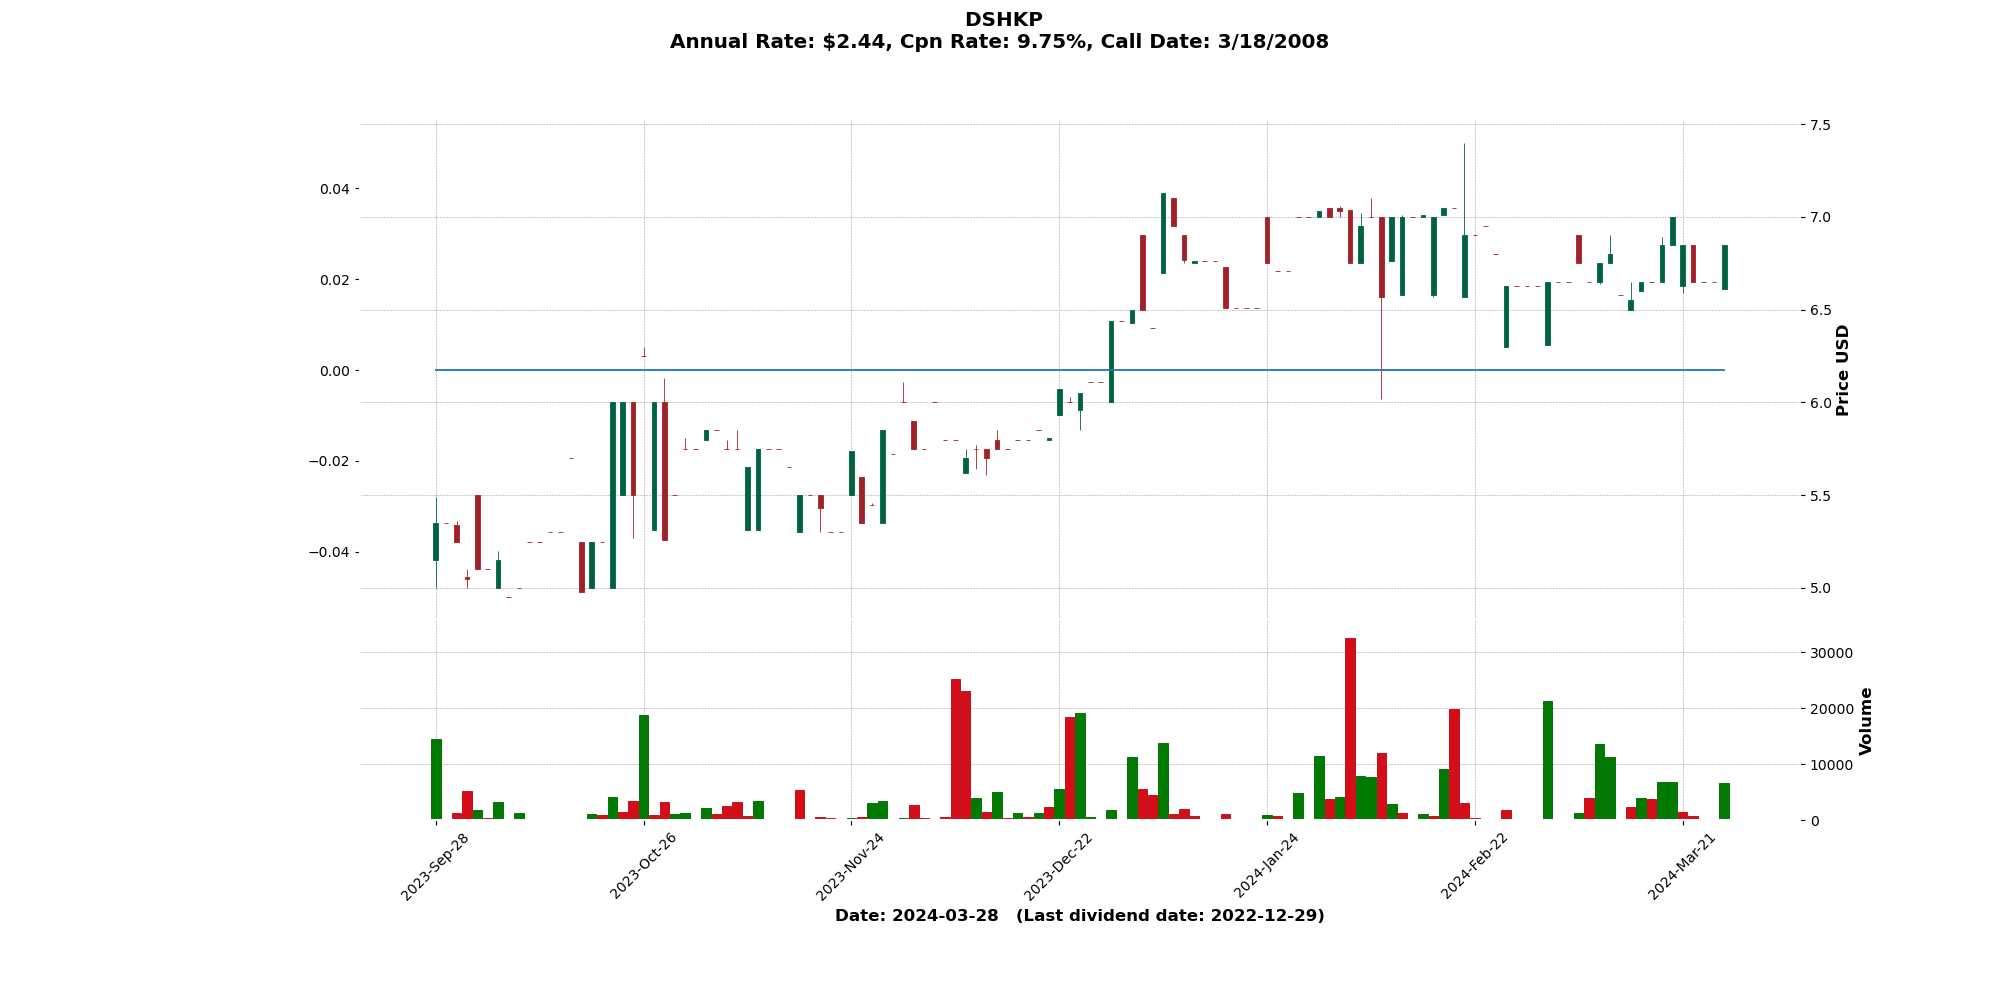 DSHKP
Annual Rate: $2.44, Cpn Rate: 9.75%, Call Date: 3/18/2008
0.04
0.02
0.00
−0.02
−0.04
7.5
7.0
6.5
6.0
5.5
5.0
Price USD
30000
20000
10000
0
Volume
2023-Sep-28
2023-Oct-26
2023-Nov-24
2023-Dec-22
2024-Jan-24
2024-Feb-22
2024-Mar-21
Date: 2024-03-28   (Last dividend date: 2022-12-29)